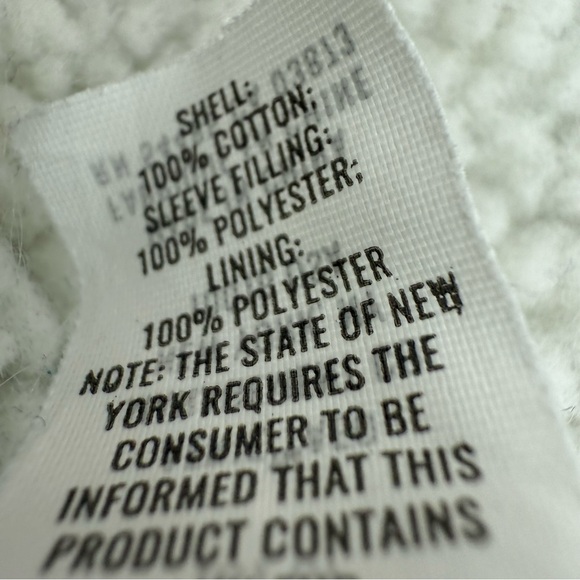 SHELL:
100% COTTON;
SLEEVE FILLING:
100% POLYESTER;
LINING:
100% POLYESTER
NOTE: THE STATE OF NEW
YORK REQUIRES THE
CONSUMER TO BE
INFORMED THAT THIS
PRODUCT CONTAINS